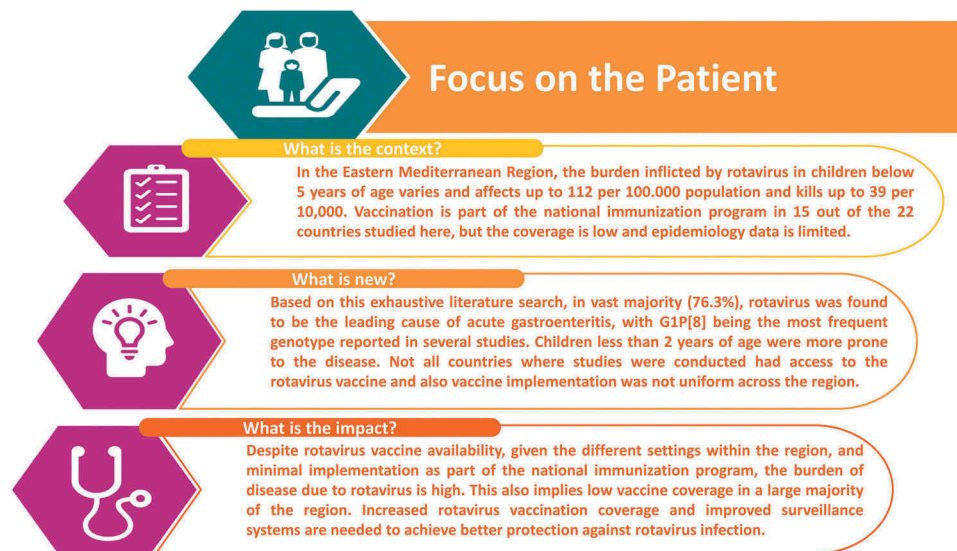 Focus on the Patient
What is the context?
In the Eastern Mediterranean Region, the burden inflicted by rotavirus in children below
5 years of age varies and affects up to 112 per 100.000 population and kills up to 39 per
10,000. Vaccination is part of the national immunization program in 15 out of the 22
countries studied here, but the coverage is low and epidemiology data is limited.
What is new?
Based on this exhaustive literature search, in vast majority (76.3%), rotavirus was found
to be the leading cause of acute gastroenteritis, with G1P[8] being the most frequent
genotype reported in several studies. Children less than 2 years of age were more prone
to the disease. Not all countries where studies were conducted had access to the
rotavirus vaccine and also vaccine implementation was not uniform across the region.
What is the impact?
Despite rotavirus vaccine availability, given the different settings within the region, and
minimal implementation as part of the national immunization program, the burden of
disease due to rotavirus is high. This also implies low vaccine coverage in a large majority
of the region. Increased rotavirus vaccination coverage and improved surveillance
systems are needed to achieve better protection against rotavirus infection.